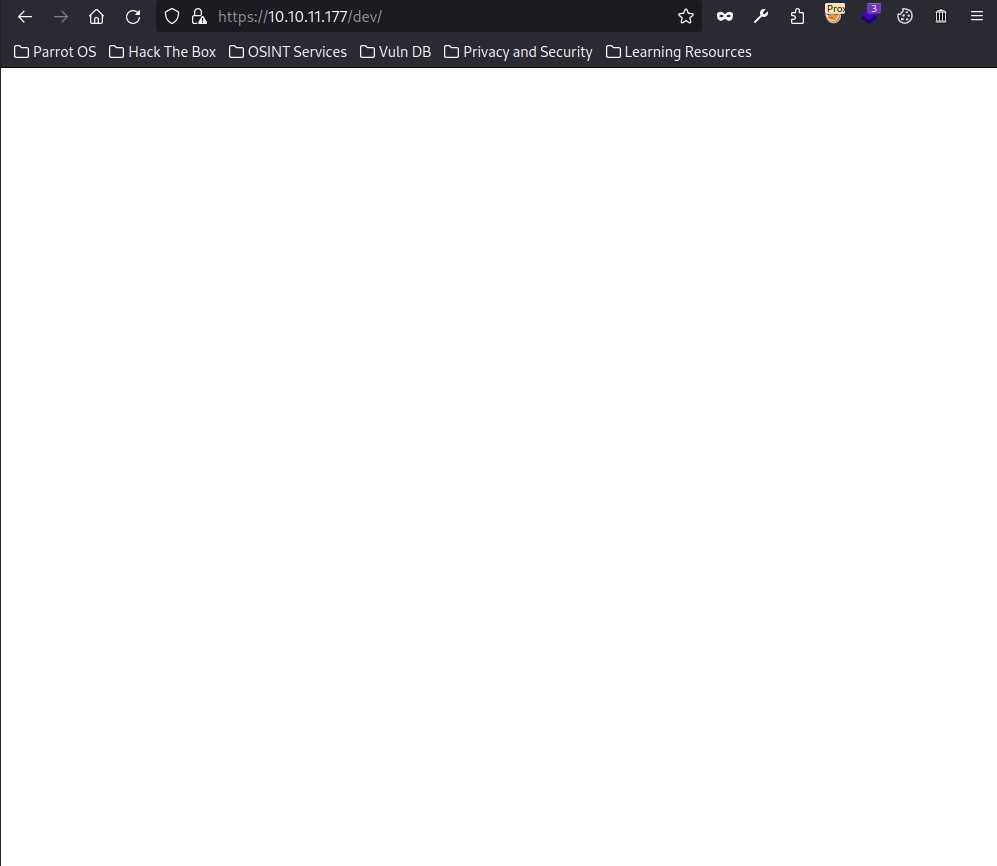 https://10.10.11.177/dev/
Prox
3
Parrot OS Hack The Box OSINT Services Vuln DB Privacy and Security Learning Resources